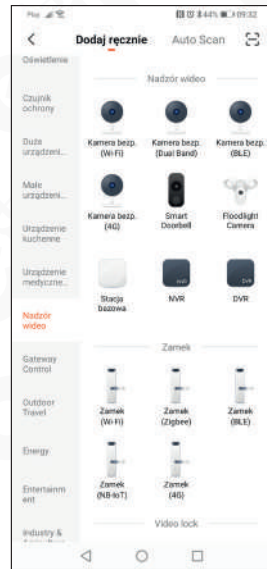 Play
44% 09:32
Dodaj ręcznie Auto Scan
Oświetlenie
Czujnik
ochrony
Duże
urządzeni...
Małe
urządzeni...
Urządzenie
kuchenne
Urządzenie
medyczne...
Nadzór
wideo
Gateway
Control
Outdoor
Travel
Energy
Entertainm
ent
Industry &
Nadzór wideo
Kamera bezp.
(Wi-Fi)
Kamera bezp.
(Dual Band)
Kamera bezp.
(BLE)
Kamera bezp.
(4G)
Smart
Doorbell
Floodlight
Camera
Stacja
bazowa
NVR
DVR
Zamek
Zamek
(Wi-Fi)
Zamek
(Zigbee)
Zamek
(BLE)
Zamek
(NB-IoT)
Zamek
(4G)
Video lock